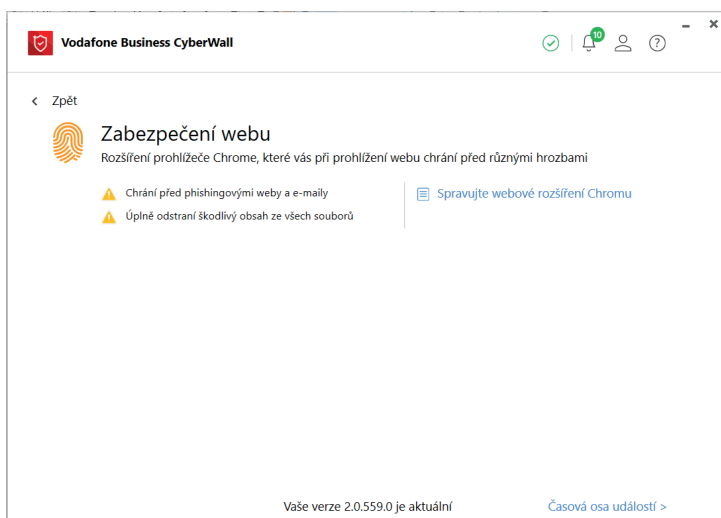 Vodafone Business CyberWall
10
Zpět
Zabezpečení webu
Rozšíření prohlížeče Chrome, které vás při prohlížení webu chrání před různými hrozbami
Chrání před phishingovými weby a e-maily
Úplně odstraní škodlivý obsah ze všech souborů
Spravujte webové rozšíření Chromu
Vaše verze 2.0.559.0 je aktuální
Časová osa událostí >